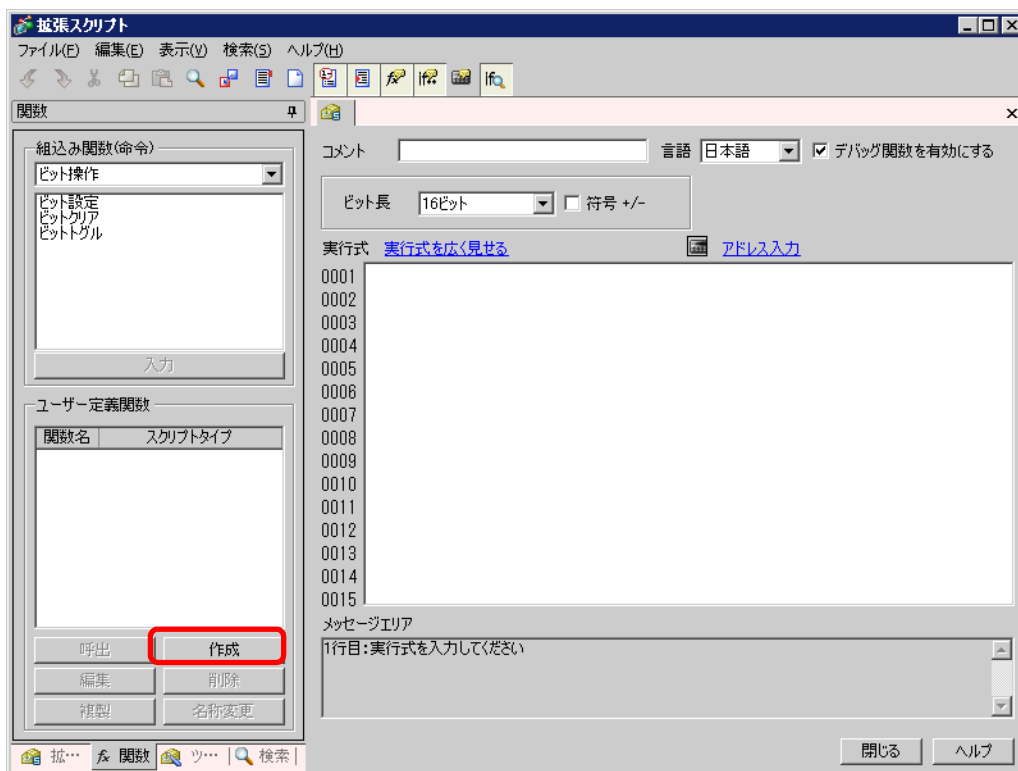 拡張スクリプト
ファイル(F) 編集(E) 表示(V) 検索(S) ヘルプ(H)
関数
組込み関数(命令)
ビット操作
ビット設定
ビットクリア
ビットトグル
入力
ユーザー定義関数
関数名 スクリプトタイプ
呼出 作成
編集 削除
複製 名称変更
拡… fx 関数 ツ… 検索
コメント 言語 日本語 デバッグ関数を有効にする
ビット長 16ビット 符号 +/-
実行式 実行式を広く見せる アドレス入力
0001
0002
0003
0004
0005
0006
0007
0008
0009
0010
0011
0012
0013
0014
0015
メッセージエリア
1行目:実行式を入力してください
閉じる ヘルプ